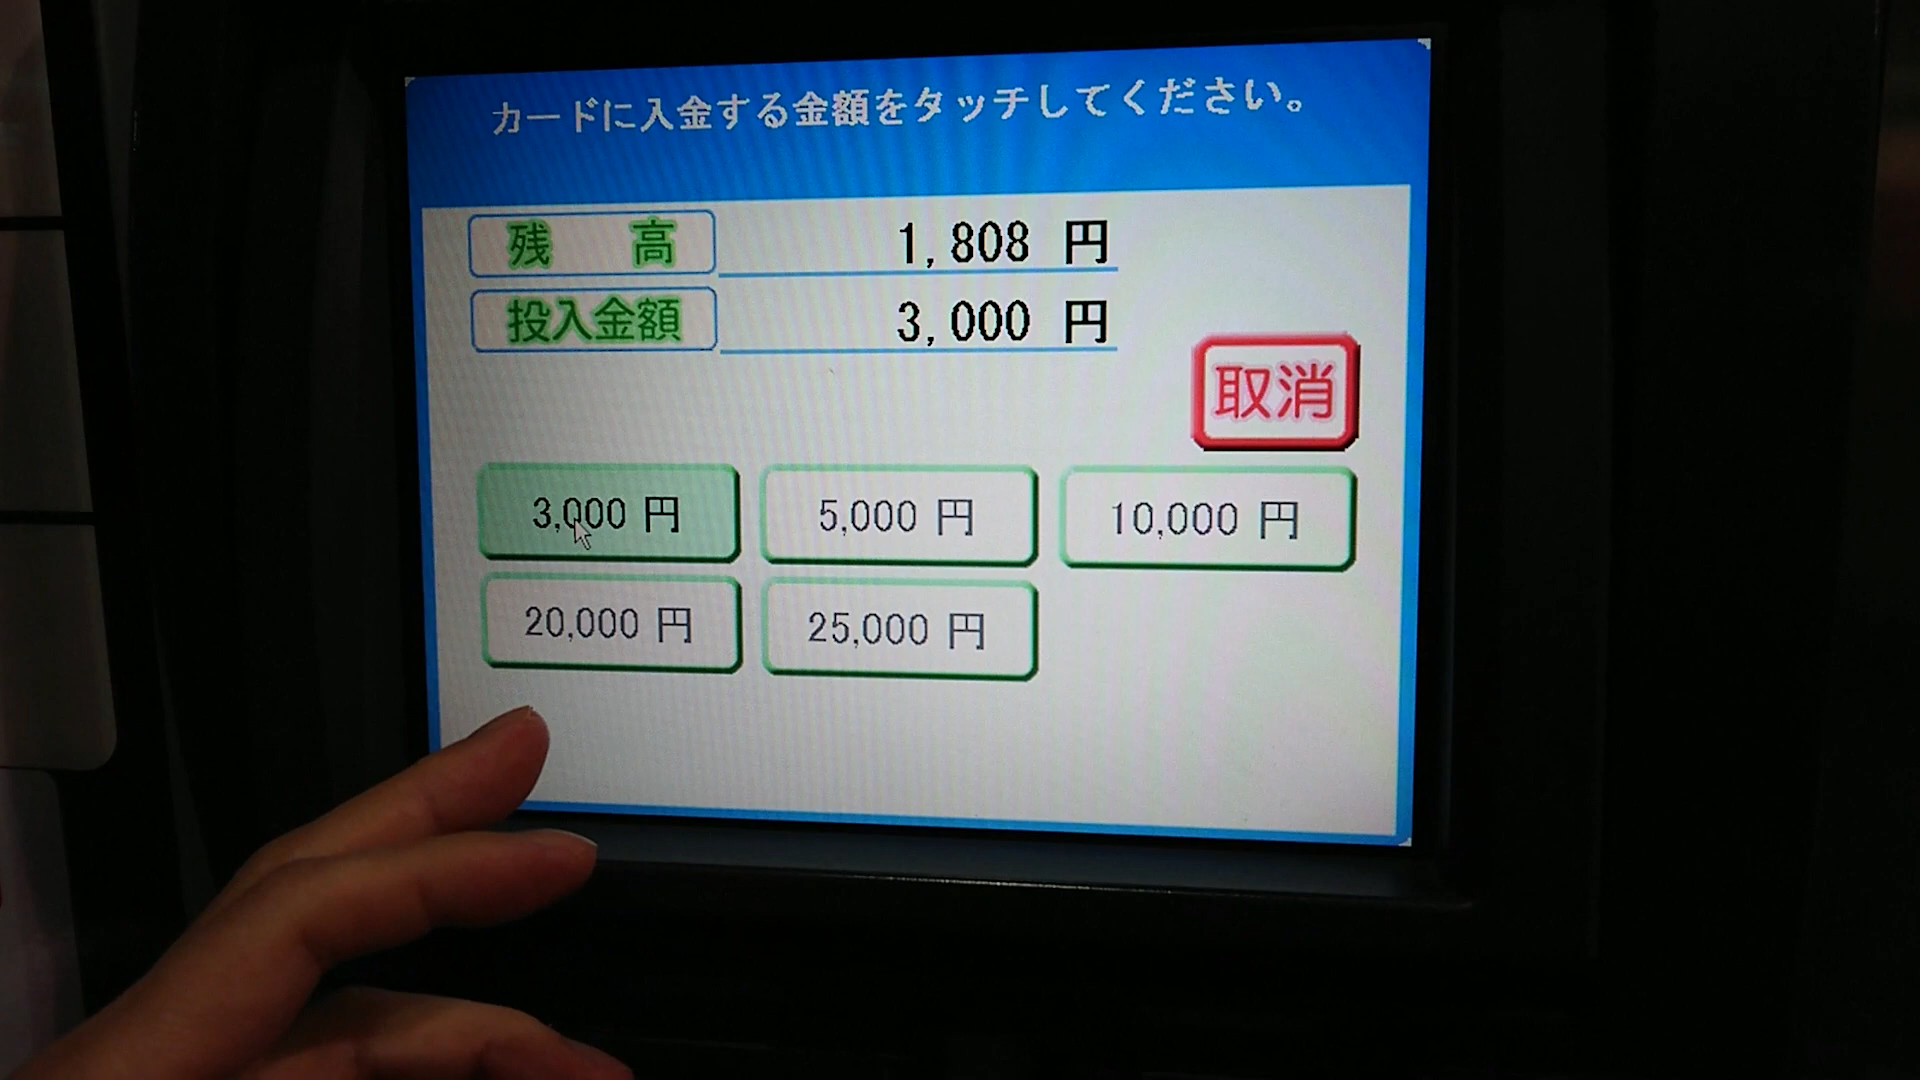 カードに入金する金額をタッチしてください。
残 高 1,808 円
投入金額 3,000 円
取消
3,000 円 5,000 円 10,000 円
20,000 円 25,000 円